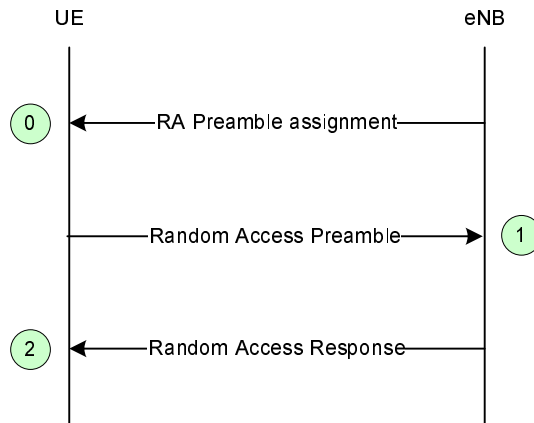 UE
eNB
0
RA Preamble assignment
Random Access Preamble
1
2
Random Access Response